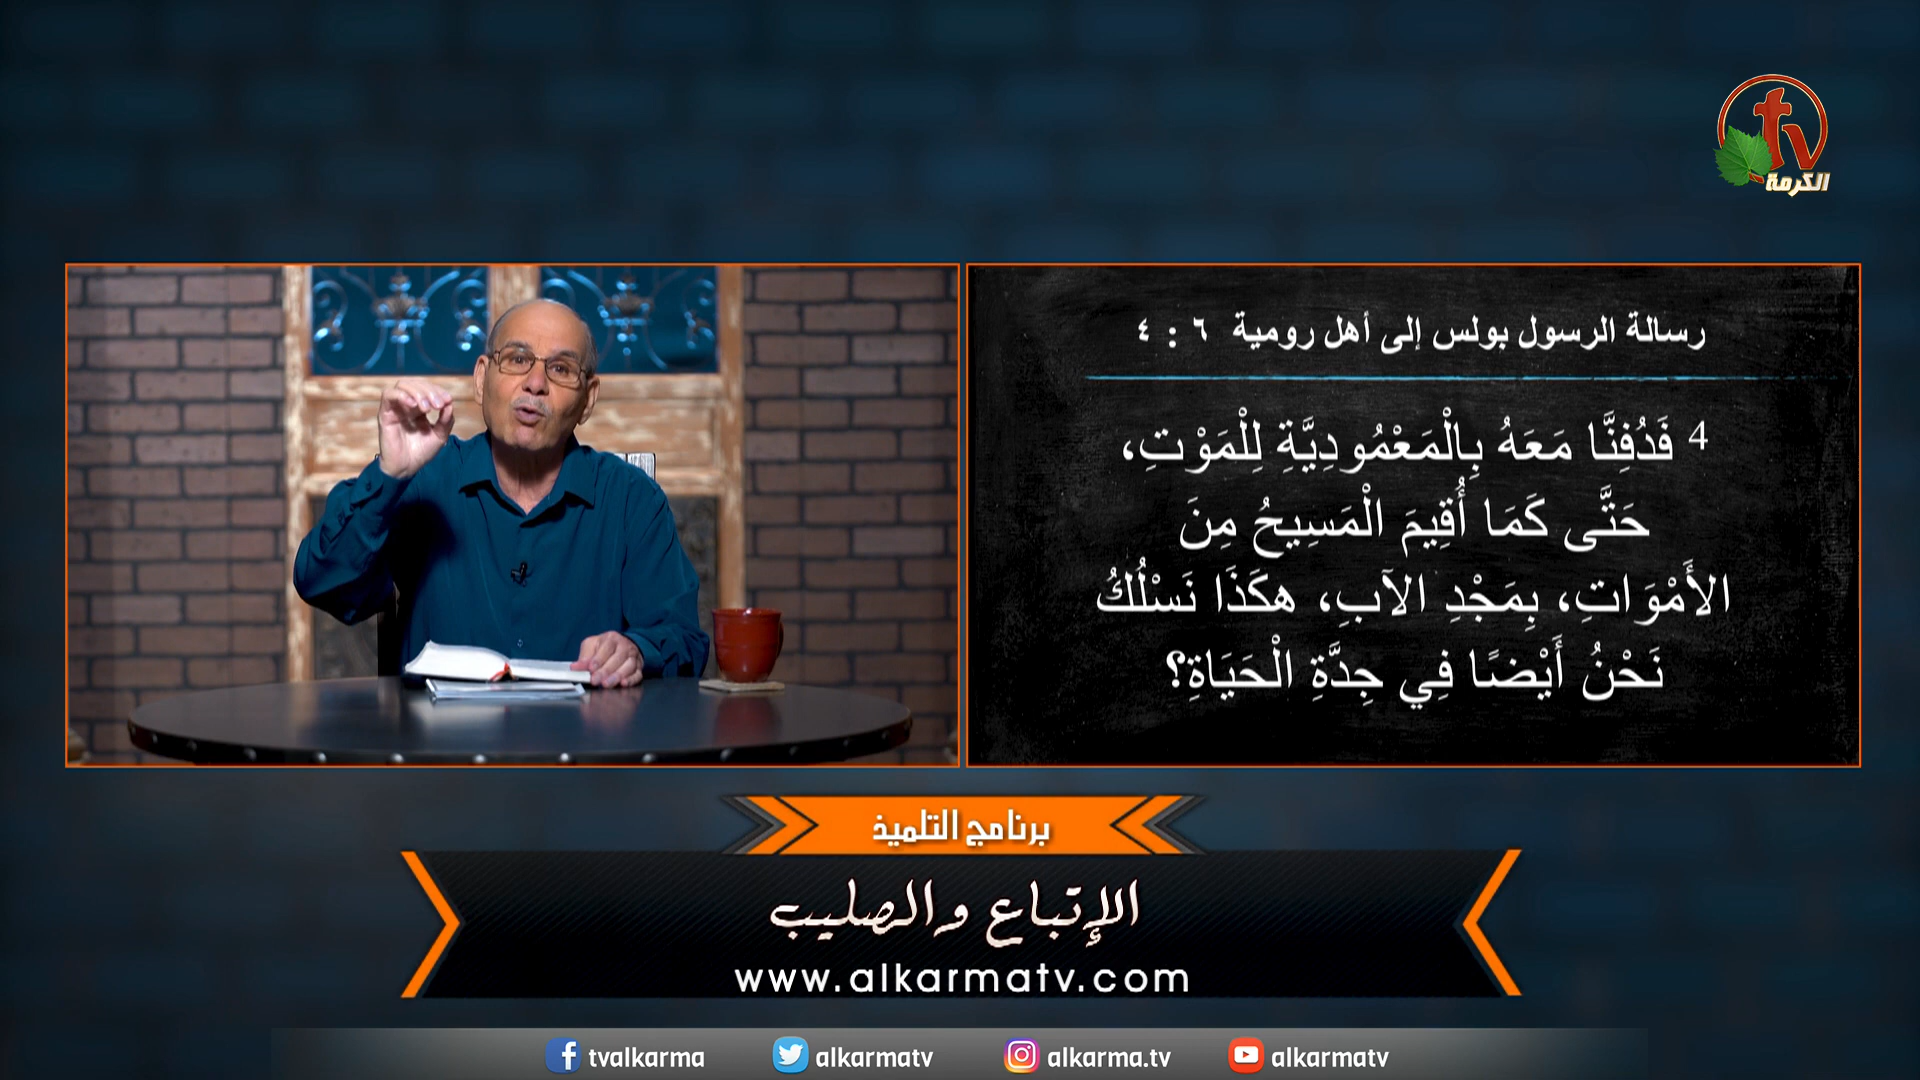 tv
الكرمة
رسالة الرسول بولس إلى أهل رومية ٦ : ٤
4 فَدُفِنَّا مَعَهُ بِالْمَعْمُودِيَّةِ لِلْمَوْتِ،
حَتَّى كَمَا أُقِيمَ الْمَسِيحُ مِنَ
الأَمْوَاتِ، بِمَجْدِ الآبِ، هكَذَا نَسْلُكُ
نَحْنُ أَيْضًا فِي جِدَّةِ الْحَيَاةِ؟
برنامج التلميذ
الإتباع والصليب
www.alkarmatv.com
tvalkarma alkarmatv alkarma.tv alkarmatv